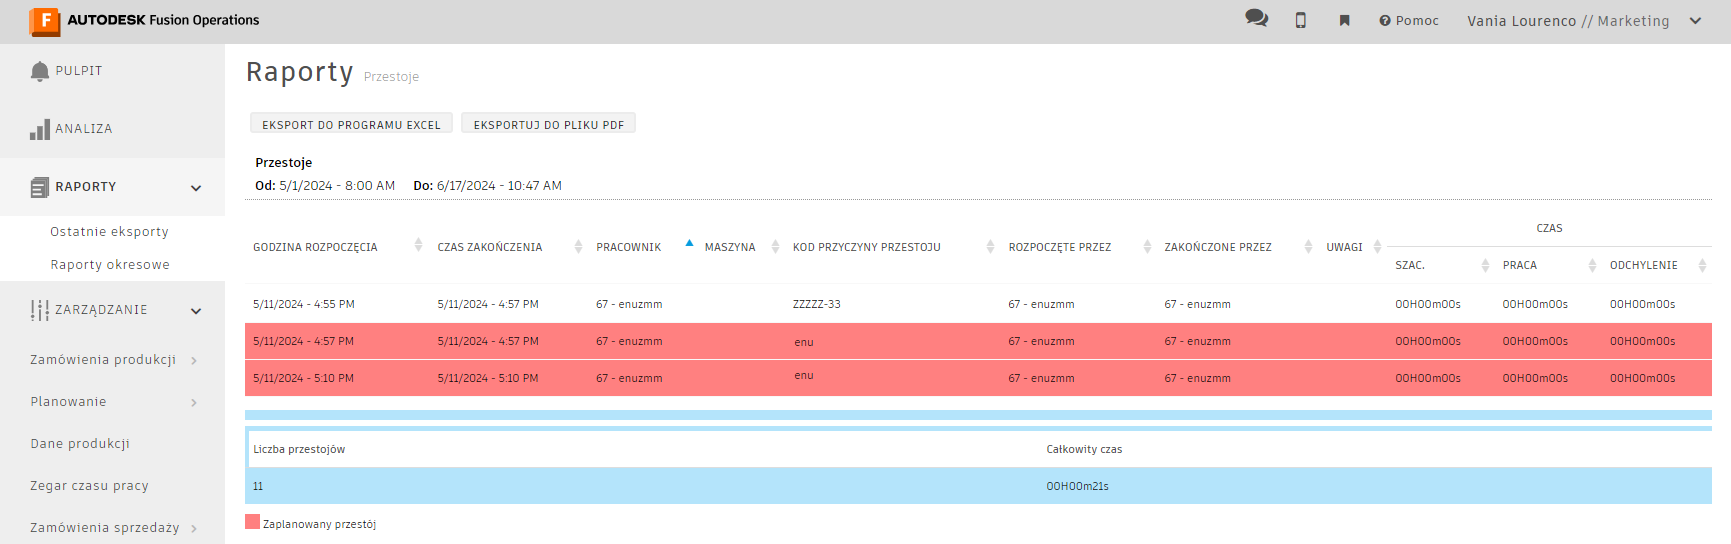 F AUTODESK Fusion Operations
Pomoc
Vania Lourenco // Marketing
PULPIT
ANALIZA
RAPORTY
Ostatnie eksporty
Raporty okresowe
ZARZĄDZANIE
Zamówienia produkcji
Planowanie
Dane produkcji
Zegar czasu pracy
Zamówienia sprzedaży
Raporty Przestoje
EKSPORT DO PROGRAMU EXCEL EKSPORTUJ DO PLIKU PDF
Przestoje
Od: 5/1/2024 - 8:00 AM Do: 6/17/2024 - 10:47 AM
CZAS
GODZINA ROZPOCZĘCIA CZAS ZAKOŃCZENIA PRACOWNIK MASZYNA KOD PRZYCZYNY PRZESTOJU ROZPOCZĘTE PRZEZ ZAKOŃCZONE PRZEZ UWAGI
SZAC. PRACA ODCHYLENIE
5/11/2024 - 4:55 PM 5/11/2024 - 4:57 PM 67 - enuzmm ZZZZZ-33 67 - enuzmm 67 - enuzmm 00H00m00s 00H00m00s 00H00m00s
5/11/2024 - 4:57 PM 5/11/2024 - 4:57 PM 67 - enuzmm enu 67 - enuzmm 67 - enuzmm 00H00m00s 00H00m00s 00H00m00s
5/11/2024 - 5:10 PM 5/11/2024 - 5:10 PM 67 - enuzmm enu 67 - enuzmm 67 - enuzmm 00H00m00s 00H00m00s 00H00m00s
Liczba przestojów Całkowity czas
11 00H00m21s
Zaplanowany przestój